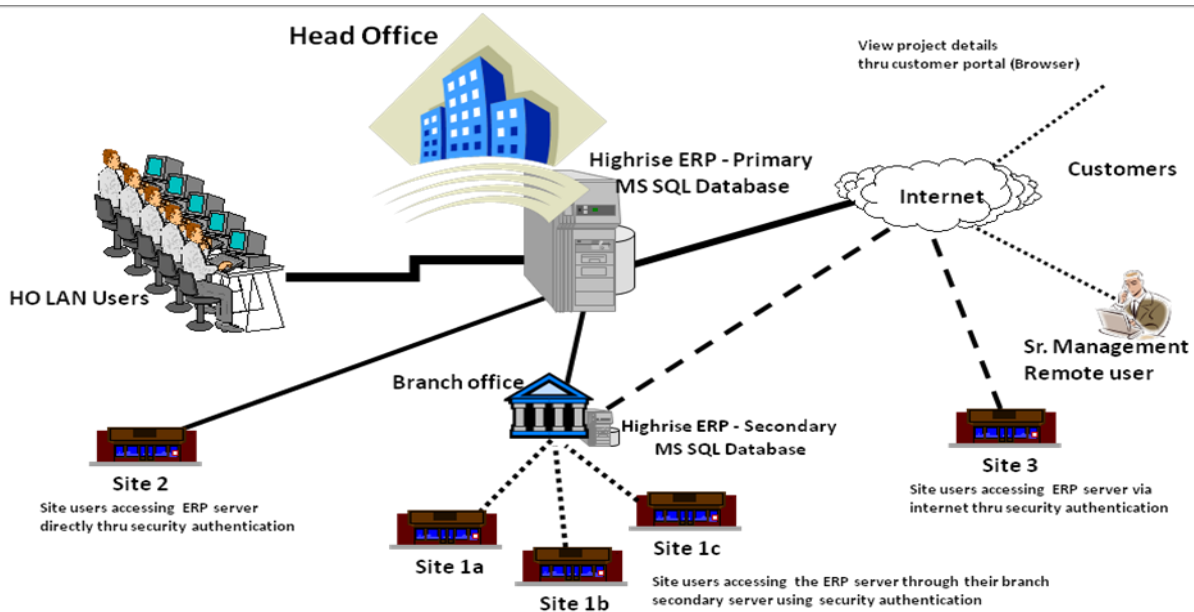 Head Office
View project details
thru customer portal (Browser)
Highrise ERP - Primary
MS SQL Database
Customers
Internet
HO LAN Users
Sr. Management
Remote user
Branch office
Highrise ERP - Secondary
MS SQL Database
Site 2
Site users accessing ERP server
directly thru security authentication
Site 3
Site users accessing ERP server via
internet thru security authentication
Site 1a
Site 1b
Site 1c
Site users accessing the ERP server through their branch
secondary server using security authentication